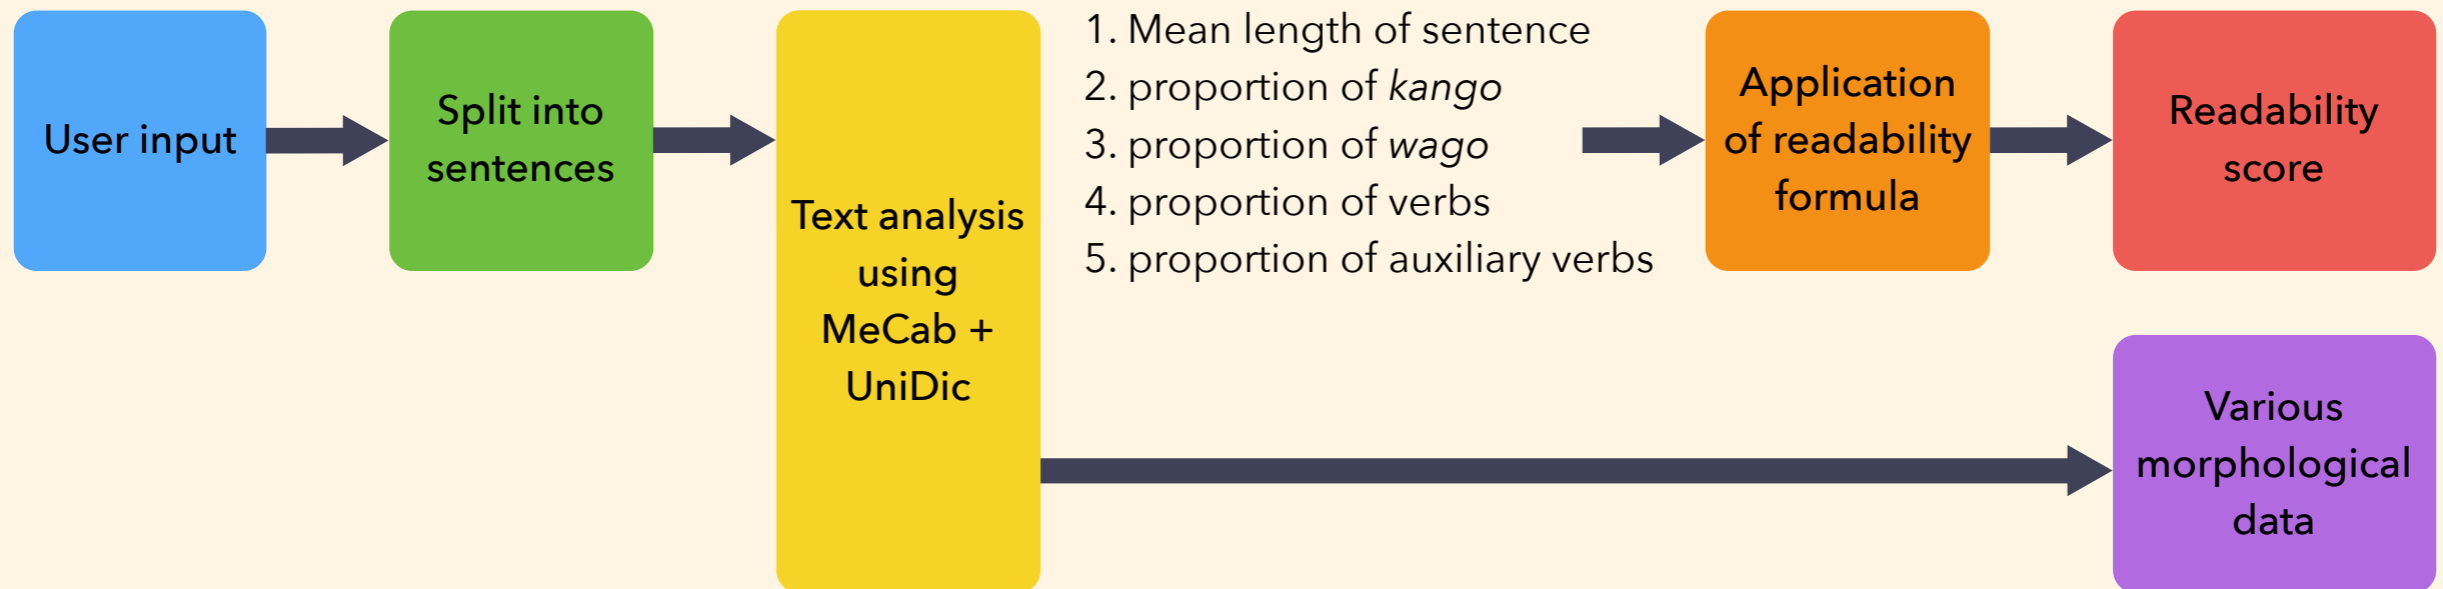 User input
Split into
sentences
Text analysis
using
MeCab +
UniDic
1. Mean length of sentence
2. proportion of kango
3. proportion of wago
4. proportion of verbs
5. proportion of auxiliary verbs
Application
of readability
formula
Readability
score
Various
morphological
data